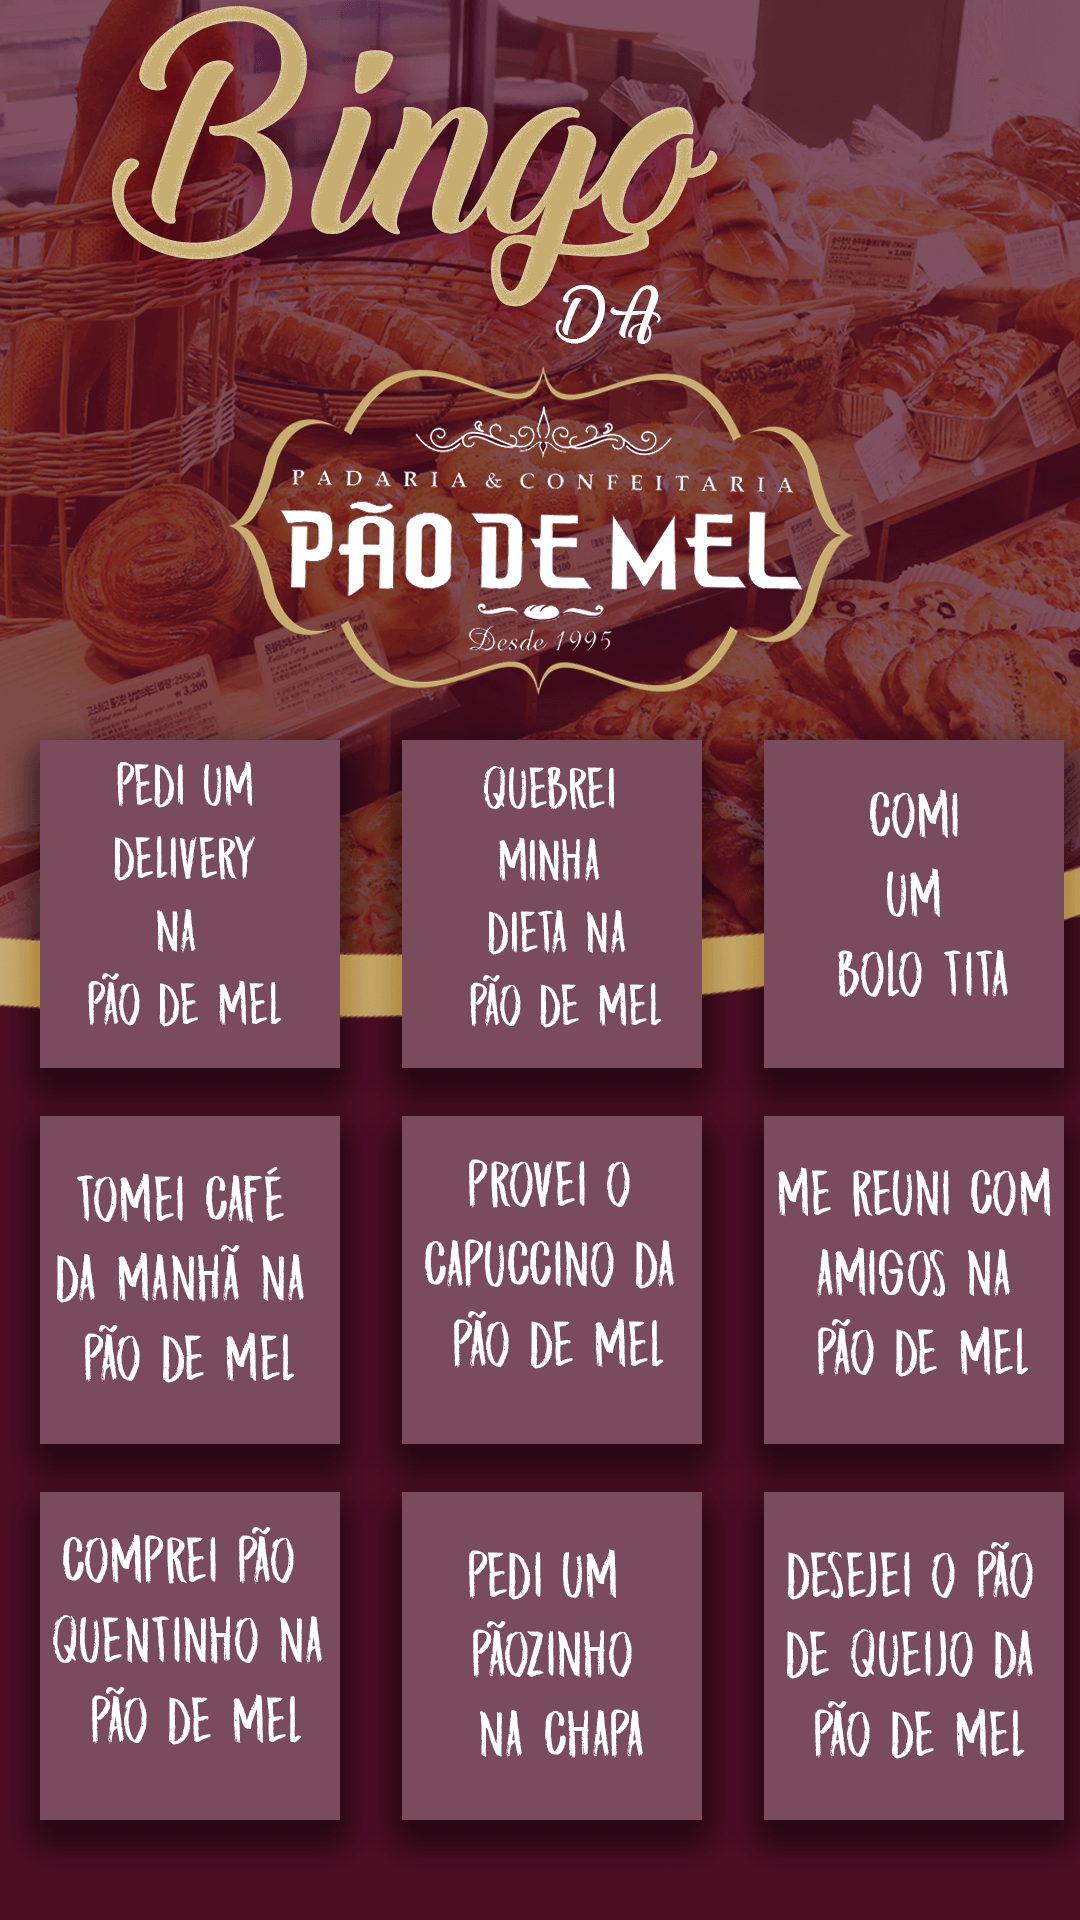 Bingo
DA
PADARIA & CONFEITARIA
PÃO DE MEL
Desde 1995
PEDI UM
DELIVERY
NA
PÃO DE MEL
QUEBREI
MINHA
DIETA NA
PÃO DE MEL
COMI
UM
BOLO TITA
TOMEI CAFÉ
DA MANHÃ NA
PÃO DE MEL
PROVEI O
CAPUCCINO DA
PÃO DE MEL
ME REUNI COM
AMIGOS NA
PÃO DE MEL
COMPREI PÃO
QUENTINHO NA
PÃO DE MEL
PEDI UM
PÃOZINHO
NA CHAPA
DESEJEI O PÃO
DE QUEIJO DA
PÃO DE MEL